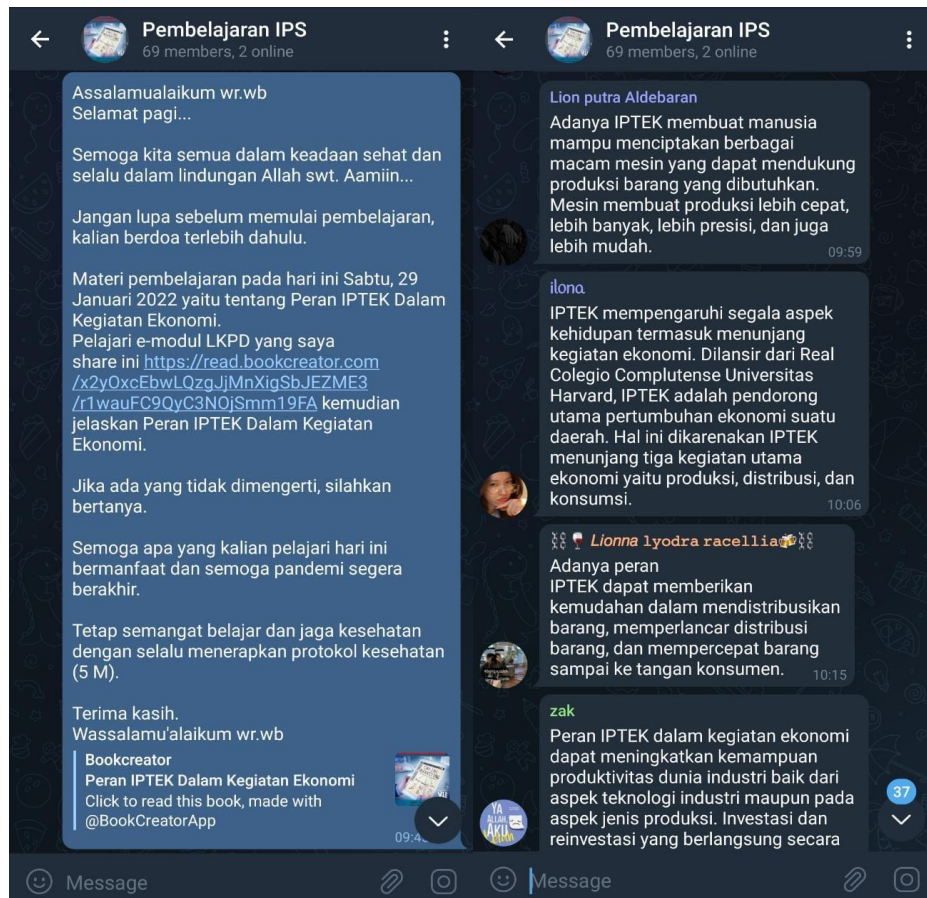 Pembelajaran IPS
69 members, 2 online
Assalamualaikum wr.wb
Selamat pagi...
Semoga kita semua dalam keadaan sehat dan
selalu dalam lindungan Allah swt. Aamiin...
Jangan lupa sebelum memulai pembelajaran,
kalian berdoa terlebih dahulu.
Materi pembelajaran pada hari ini Sabtu, 29
Januari 2022 yaitu tentang Peran IPTEK Dalam
Kegiatan Ekonomi.
Pelajari e-modul LKPD yang saya
share ini https://read.bookcreator.com
/x2yOxcEbwLQzgJjMnXigSbJEZME3
/r1wauFC9QyC3NOjSmm19FA kemudian
jelaskan Peran IPTEK Dalam Kegiatan
Ekonomi.
Jika ada yang tidak dimengerti, silahkan
bertanya.
Semoga apa yang kalian pelajari hari ini
bermanfaat dan semoga pandemi segera
berakhir.
Tetap semangat belajar dan jaga kesehatan
dengan selalu menerapkan protokol kesehatan
(5 M).
Terima kasih.
Wassalamu'alaikum wr.wb
Bookcreator
Peran IPTEK Dalam Kegiatan Ekonomi
Click to read this book, made with
@BookCreatorApp
Message
Pembelajaran IPS
69 members, 2 online
Lion putra Aldebaran
Adanya IPTEK membuat manusia
mampu menciptakan berbagai
macam mesin yang dapat mendukung
produksi barang yang dibutuhkan.
Mesin membuat produksi lebih cepat,
lebih banyak, lebih presisi, dan juga
lebih mudah. 09:59
ilona
IPTEK mempengaruhi segala aspek
kehidupan termasuk menunjang
kegiatan ekonomi. Dilansir dari Real
Colegio Complutense Universitas
Harvard, IPTEK adalah pendorong
utama pertumbuhan ekonomi suatu
daerah. Hal ini dikarenakan IPTEK
menunjang tiga kegiatan utama
ekonomi yaitu produksi, distribusi, dan
konsumsi. 10:06
Lionna lyodra racellia
Adanya peran
IPTEK dapat memberikan
kemudahan dalam mendistribusikan
barang, memperlancar distribusi
barang, dan mempercepat barang
sampai ke tangan konsumen. 10:15
zak
Peran IPTEK dalam kegiatan ekonomi
dapat meningkatkan kemampuan
produktivitas dunia industri baik dari
aspek teknologi industri maupun pada
aspek jenis produksi. Investasi dan
reinvestasi yang berlangsung secara
37
YA
ALLAH,
AKU
Message